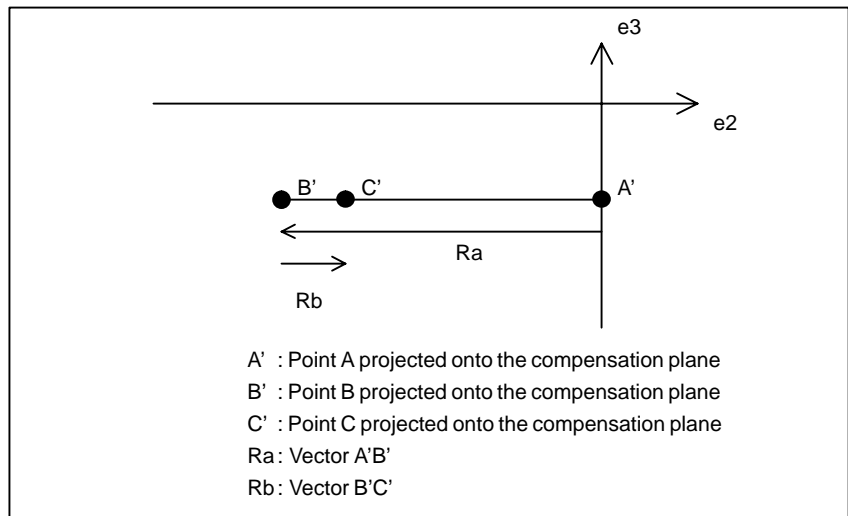 e3
e2
B’ C’ A’
Ra
Rb
A’ : Point A projected onto the compensation plane
B’ : Point B projected onto the compensation plane
C’ : Point C projected onto the compensation plane
Ra : Vector A’B’
Rb : Vector B’C’